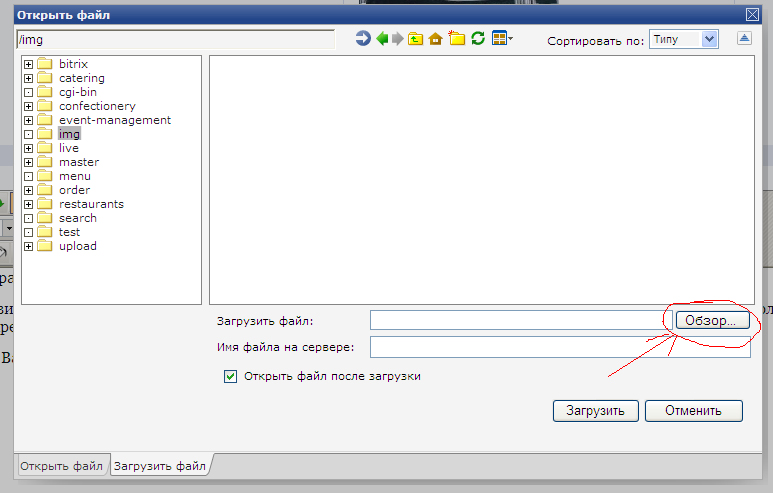 Открыть файл
/img
Сортировать по: Типу
bitrix
catering
cgi-bin
confectionery
event-management
img
live
master
menu
order
restaurants
search
test
upload
Загрузить файл: Обзор...
Имя файла на сервере:
Открыть файл после загрузки
Загрузить Отменить
Открыть файл Загрузить файл